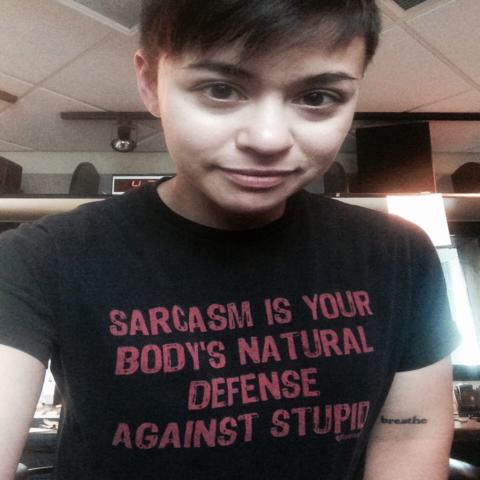 SARCASM IS YOUR
BODY'S NATURAL
DEFENSE
AGAINST STUPID
breathe